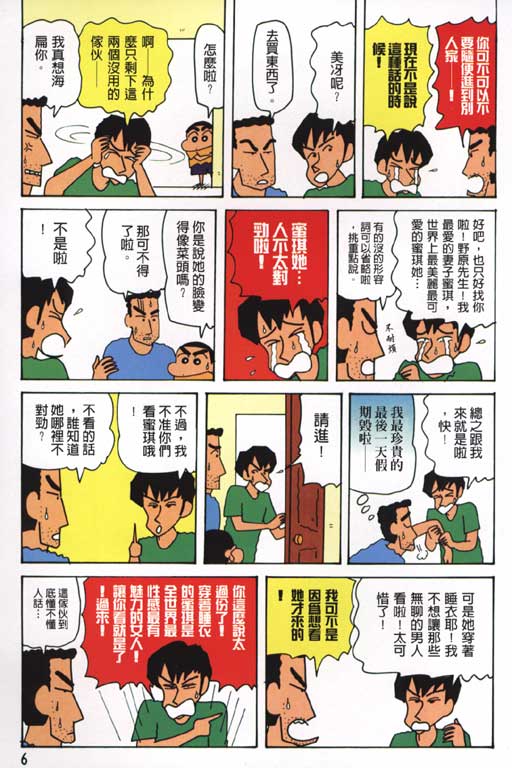 你可不可以不
要隨便進到別
人家——！
現在不是說
這種話的時
候！
美冴呢？
去買東西了。
怎麼啦？
啊——為什
麼只剩下這
兩個沒用的
傢伙——
我真想海
扁你。
好吧，也只好找你
啦！野原先生！我
最愛的妻子蜜琪，
世界上最美麗最可
愛的蜜琪她…
有的沒的形容
詞可以省略啦
，挑重點說。
不耐煩
蜜琪她…
人不太對
勁啦！
你是說她的臉變
得像菜頭嗎？
那可不得
了啦。
不是啦
！
總之跟我
來就是啦
，快！
我最珍貴的
最後一天假
期毀啦——
請進！
不過，我
不准你們
看蜜琪哦
！
不看的話
，誰知道
她哪裡不
對勁？
可是她穿著
睡衣耶！我
不想讓那些
無聊的男人
看啦！太可
惜了！
我可不是
因為想看
她才來的
！
你這麼說太
過份了！
穿著睡衣
的蜜琪是
全世界最
性感最有
魅力的女人！
讓你看就是了
！過來！
這傢伙到
底懂不懂
人話…
6